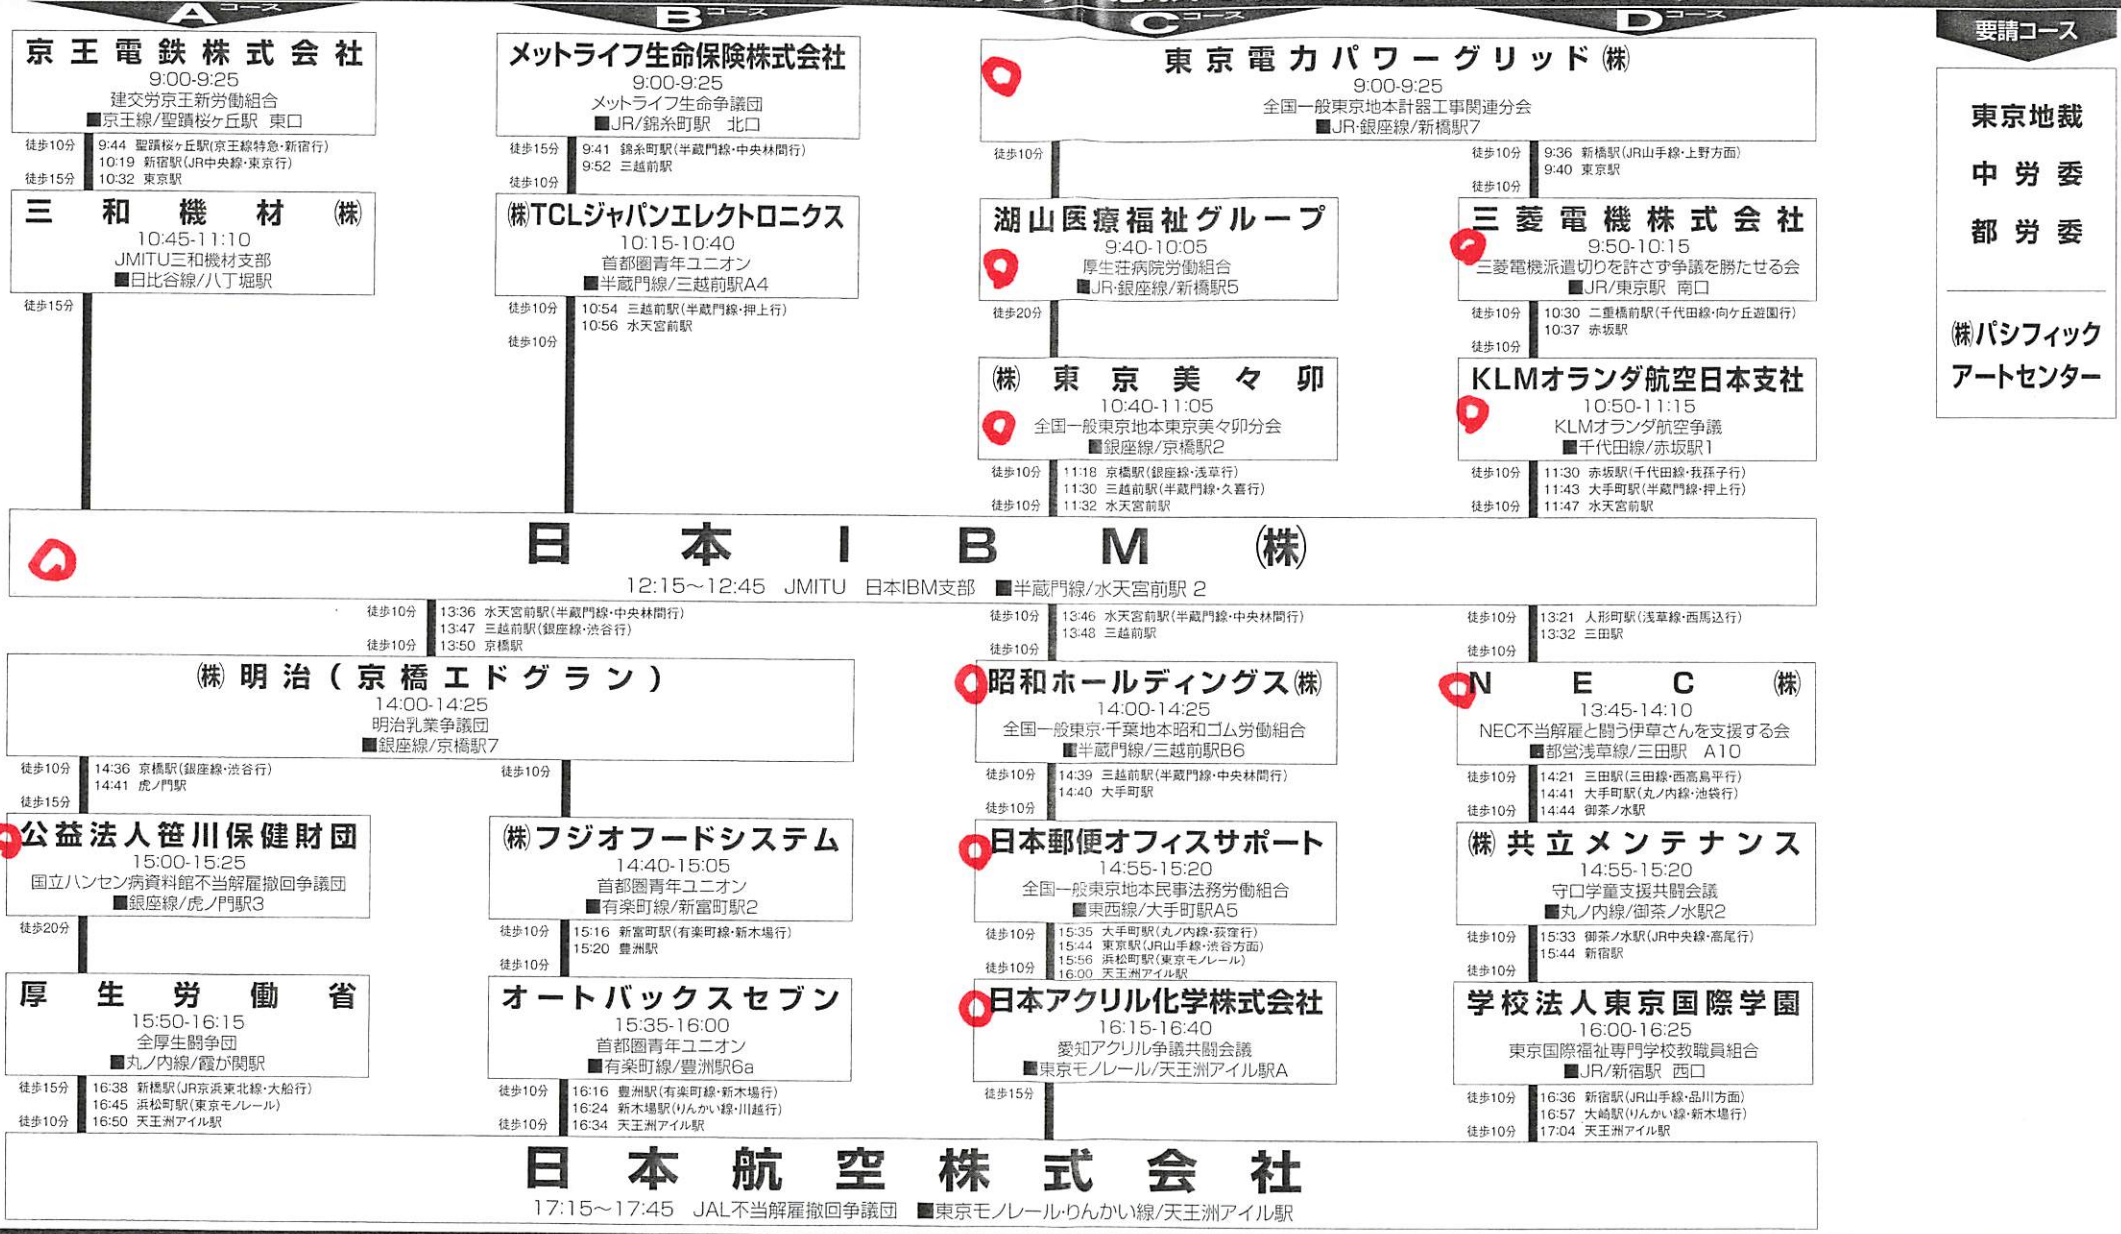 Aコース
京王電鉄株式会社
9:00-9:25
建交労京王新労働組合
■京王線/聖蹟桜ヶ丘駅 東口
徒歩10分 9:44 聖蹟桜ヶ丘駅(京王線特急・新宿行)
10:19 新宿駅(JR中央線・東京行)
徒歩15分 10:32 東京駅
三和機材㈱
10:45-11:10
JMITU三和機材支部
■日比谷線/八丁堀駅
徒歩15分
Bコース
メットライフ生命保険株式会社
9:00-9:25
メットライフ生命争議団
■JR/錦糸町駅 北口
徒歩15分 9:41 錦糸町駅(半蔵門線・中央林間行)
9:52 三越前駅
徒歩10分
㈱TCLジャパンエレクトロニクス
10:15-10:40
首都圏青年ユニオン
■半蔵門線/三越前駅A4
徒歩10分 10:54 三越前駅(半蔵門線・押上行)
10:56 水天宮前駅
徒歩10分
Cコース
Dコース
東京電力パワーグリッド㈱
9:00-9:25
全国一般東京地本計器工事関連分会
■JR・銀座線/新橋駅7
徒歩10分
湖山医療福祉グループ
9:40-10:05
厚生荘病院労働組合
■JR・銀座線/新橋駅5
徒歩20分
㈱東京美々卯
10:40-11:05
全国一般東京地本東京美々卯分会
■銀座線/京橋駅2
徒歩10分 11:18 京橋駅(銀座線・浅草行)
11:30 三越前駅(半蔵門線・久喜行)
徒歩10分 11:32 水天宮前駅
徒歩10分 9:36 新橋駅(JR山手線・上野方面)
9:40 東京駅
徒歩10分
三菱電機株式会社
9:50-10:15
三菱電機派遣切りを許さず争議を勝たせる会
■JR/東京駅 南口
徒歩10分 10:30 二重橋前駅(千代田線・向ケ丘遊園行)
10:37 赤坂駅
徒歩10分
KLMオランダ航空日本支社
10:50-11:15
KLMオランダ航空争議
■千代田線/赤坂駅1
徒歩10分 11:30 赤坂駅(千代田線・我孫子行)
11:43 大手町駅(半蔵門線・押上行)
徒歩10分 11:47 水天宮前駅
要請コース
東京地裁
中労委
都労委
㈱パシフィック
アートセンター
日本IBM㈱
12:15～12:45 JMITU 日本IBM支部 ■半蔵門線/水天宮前駅 2
徒歩10分 13:36 水天宮前駅(半蔵門線・中央林間行)
13:47 三越前駅(銀座線・渋谷行)
徒歩10分 13:50 京橋駅
㈱明治(京橋エドグラン)
14:00-14:25
明治乳業争議団
■銀座線/京橋駅7
徒歩10分 14:36 京橋駅(銀座線・渋谷行)
14:41 虎ノ門駅
徒歩15分
公益法人笹川保健財団
15:00-15:25
国立ハンセン病資料館不当解雇撤回争議団
■銀座線/虎ノ門駅3
徒歩20分
厚生労働省
15:50-16:15
全厚生闘争団
■丸ノ内線/霞が関駅
徒歩15分 16:38 新橋駅(JR京浜東北線・大船行)
16:45 浜松町駅(東京モノレール)
徒歩10分 16:50 天王洲アイル駅
徒歩10分
㈱フジオフードシステム
14:40-15:05
首都圏青年ユニオン
■有楽町線/新富町駅2
徒歩10分 15:16 新富町駅(有楽町線・新木場行)
15:20 豊洲駅
徒歩10分
オートバックスセブン
15:35-16:00
首都圏青年ユニオン
■有楽町線/豊洲駅6a
徒歩10分 16:16 豊洲駅(有楽町線・新木場行)
16:24 新木場駅(りんかい線・川越行)
徒歩10分 16:34 天王洲アイル駅
徒歩10分 13:46 水天宮前駅(半蔵門線・中央林間行)
13:48 三越前駅
徒歩10分
昭和ホールディングス㈱
14:00-14:25
全国一般東京・千葉地本昭和ゴム労働組合
■半蔵門線/三越前駅B6
徒歩10分 14:39 三越前駅(半蔵門線・中央林間行)
14:40 大手町駅
徒歩10分
日本郵便オフィスサポート
14:55-15:20
全国一般東京地本民事法務労働組合
■東西線/大手町駅A5
徒歩10分 15:35 大手町駅(丸ノ内線・荻窪行)
15:44 東京駅(JR山手線・渋谷方面)
15:56 浜松町駅(東京モノレール)
徒歩10分 16:00 天王洲アイル駅
日本アクリル化学株式会社
16:15-16:40
愛知アクリル争議共闘会議
■東京モノレール/天王洲アイル駅A
徒歩15分
徒歩10分 13:21 人形町駅(浅草線・西馬込行)
13:32 三田駅
徒歩10分
NEC㈱
13:45-14:10
NEC不当解雇と闘う伊草さんを支援する会
■都営浅草線/三田駅 A10
徒歩10分 14:21 三田駅(三田線・西高島平行)
14:41 大手町駅(丸ノ内線・池袋行)
徒歩10分 14:44 御茶ノ水駅
㈱共立メンテナンス
14:55-15:20
守口学童支援共闘会議
■丸ノ内線/御茶ノ水駅2
徒歩10分 15:33 御茶ノ水駅(JR中央線・高尾行)
15:44 新宿駅
徒歩10分
学校法人東京国際学園
16:00-16:25
東京国際福祉専門学校教職員組合
■JR/新宿駅 西口
徒歩10分 16:36 新宿駅(JR山手線・品川方面)
16:57 大崎駅(りんかい線・新木場行)
徒歩10分 17:04 天王洲アイル駅
日本航空株式会社
17:15～17:45 JAL不当解雇撤回争議団 ■東京モノレール・りんかい線/天王洲アイル駅